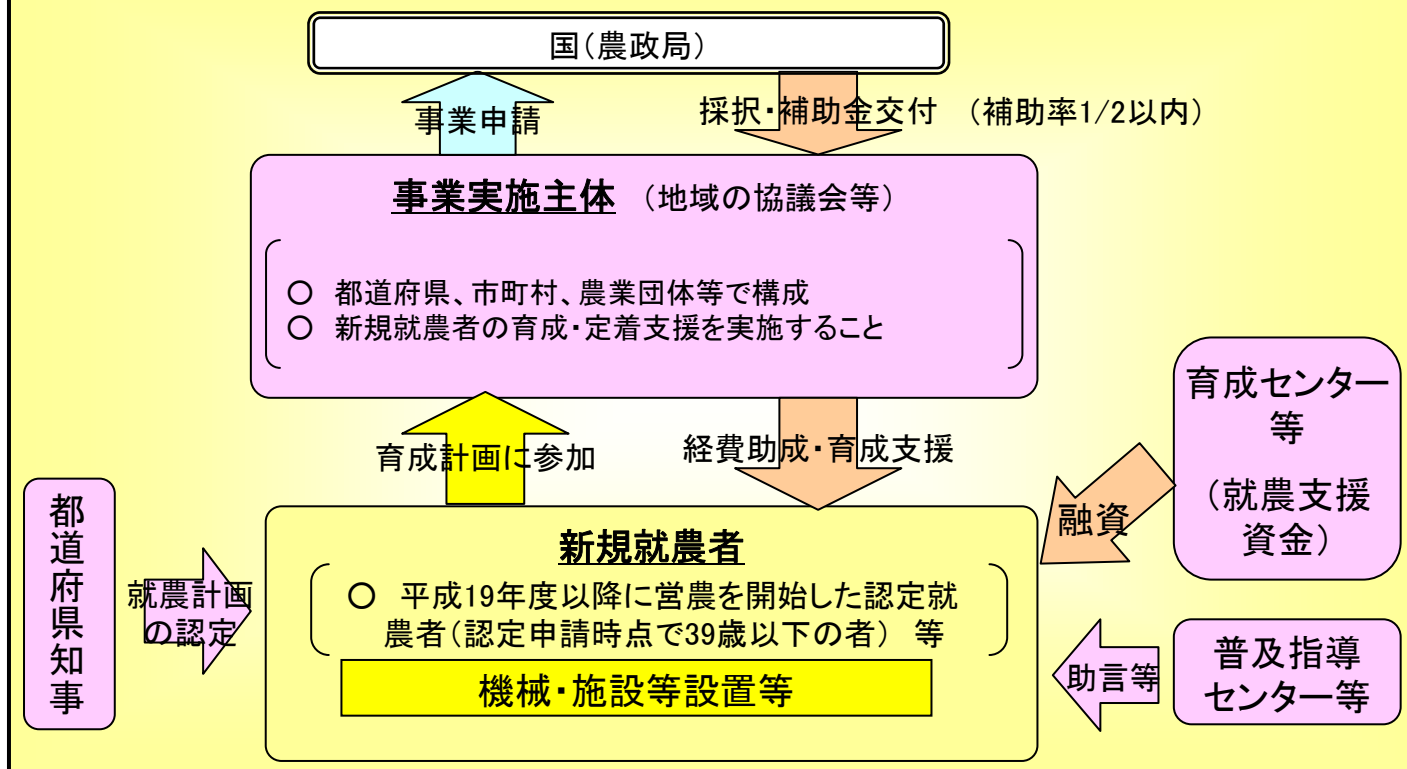 国(農政局)
事業申請
採択・補助金交付 (補助率1/2以内)
事業実施主体 (地域の協議会等)
○ 都道府県、市町村、農業団体等で構成
○ 新規就農者の育成・定着支援を実施すること
育成計画に参加
経費助成・育成支援
育成センター
等
(就農支援
資金)
融資
都道府県知事
就農計画
の認定
新規就農者
○ 平成19年度以降に営農を開始した認定就
農者(認定申請時点で39歳以下の者) 等
機械・施設等設置等
助言等
普及指導
センター等